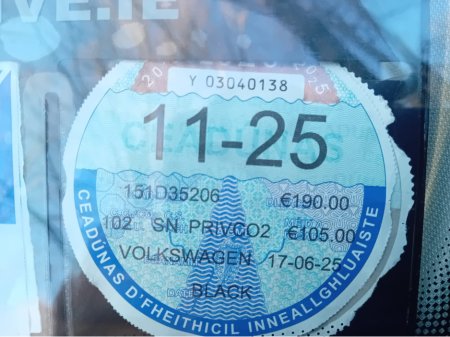 VE.IE
Y 03040138
11-25
CEADÚNAS
151D35206 €190.00
102 SN PRIVCO2 €105.00
VOLKSWAGEN 17-06-25
BLACK
CEADÚNAS D'FHEITHICIL INNEALLGHLUAISTE